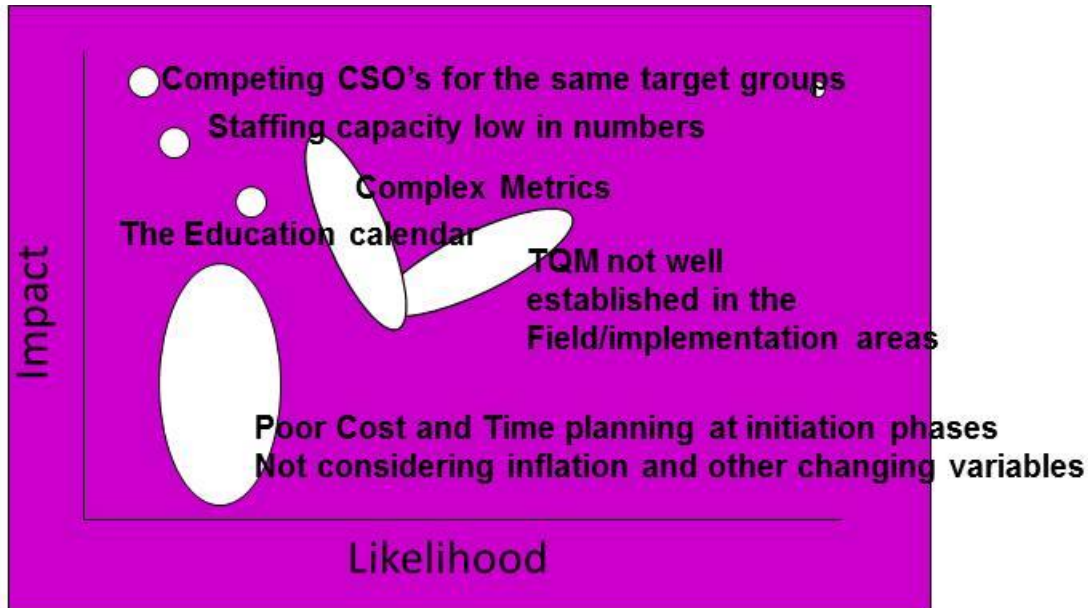 Competing CSO's for the same target groups
Staffing capacity low in numbers
Complex Metrics
The Education calendar
TQM not well
established in the
Field/implementation areas
Impact
Poor Cost and Time planning at initiation phases
Not considering inflation and other changing variables
Likelihood